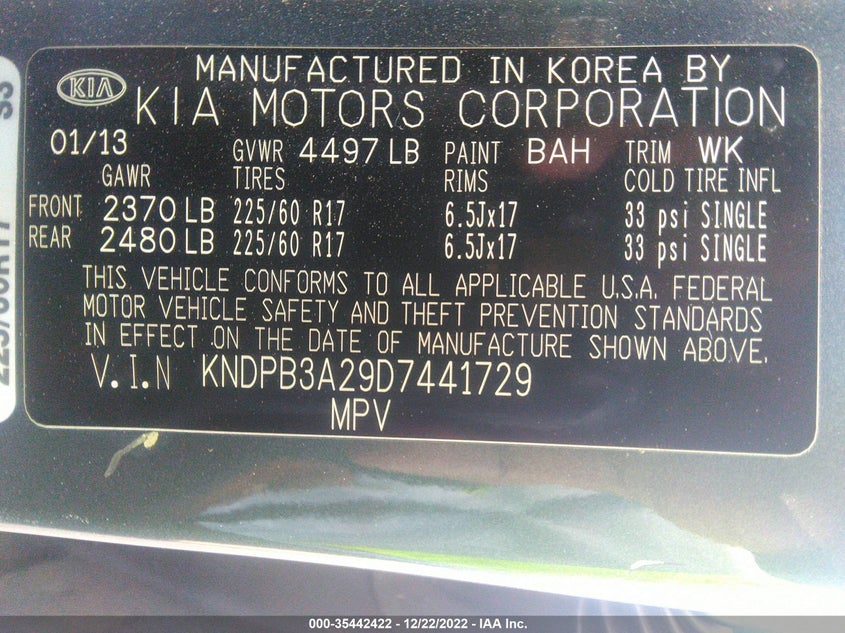 KIA
MANUFACTURED IN KOREA BY
KIA MOTORS CORPORATION
01/13 GVWR 4497 LB PAINT BAH TRIM WK
GAWR TIRES RIMS COLD TIRE INFL
FRONT 2370 LB 225/60 R17 6.5Jx17 33 psi SINGLE
REAR 2480 LB 225/60 R17 6.5Jx17 33 psi SINGLE
THIS VEHICLE CONFORMS TO ALL APPLICABLE U.S.A. FEDERAL
MOTOR VEHICLE SAFETY AND THEFT PREVENTION STANDARDS
IN EFFECT ON THE DATE OF MANUFACTURE SHOWN ABOVE.
V.I.N KNDPB3A29D7441729
MPV
225/60R17
000-35442422 - 12/22/2022 - IAA Inc.